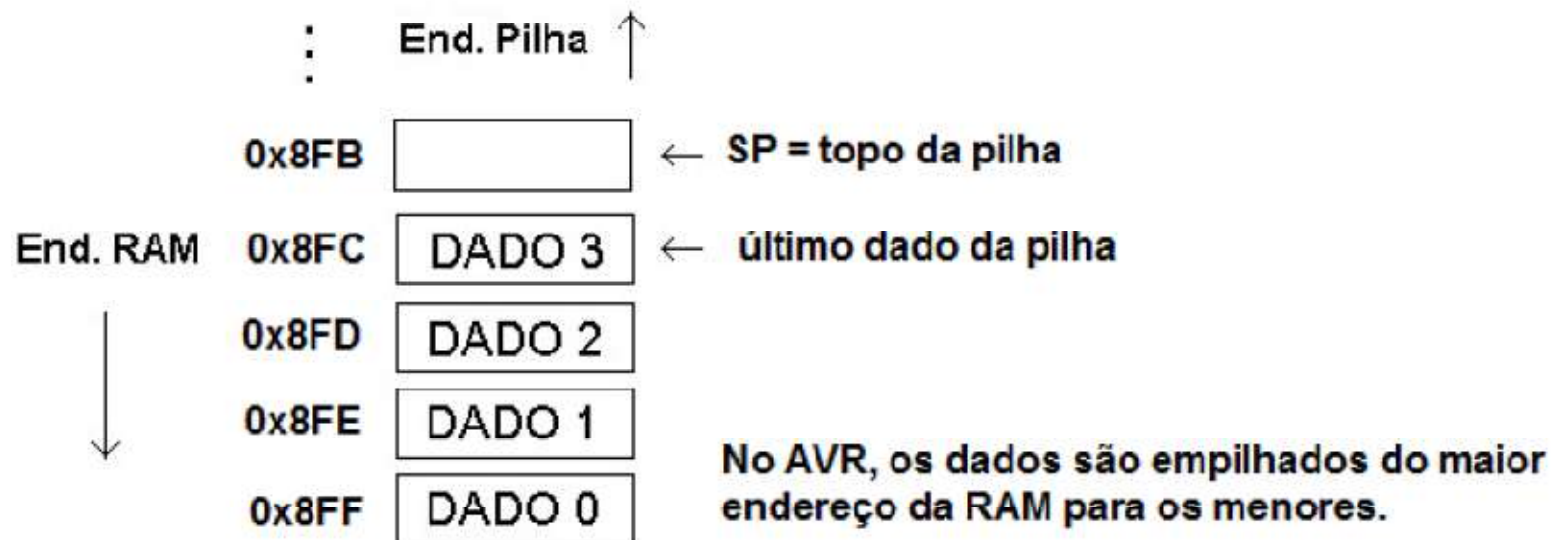 End. Pilha
0x8FB
SP = topo da pilha
End. RAM
0x8FC
DADO 3
último dado da pilha
0x8FD
DADO 2
0x8FE
DADO 1
0x8FF
DADO 0
No AVR, os dados são empilhados do maior
endereço da RAM para os menores.